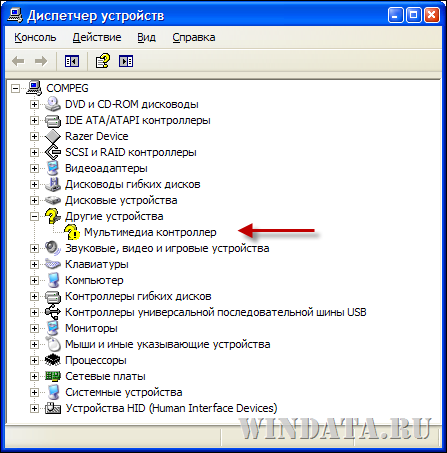 Диспетчер устройств
Консоль Действие Вид Справка
COMPEG
DVD и CD-ROM дисководы
IDE ATA/ATAPI контроллеры
Razer Device
SCSI и RAID контроллеры
Видеоадаптеры
Дисководы гибких дисков
Дисковые устройства
Другие устройства
Мультимедиа контроллер
Звуковые, видео и игровые устройства
Клавиатуры
Компьютер
Контроллеры гибких дисков
Контроллеры универсальной последовательной шины USB
Мониторы
Мыши и иные указывающие устройства
Процессоры
Сетевые платы
Системные устройства
Устройства HID (Human Interface Devices)
WINDATA.RU